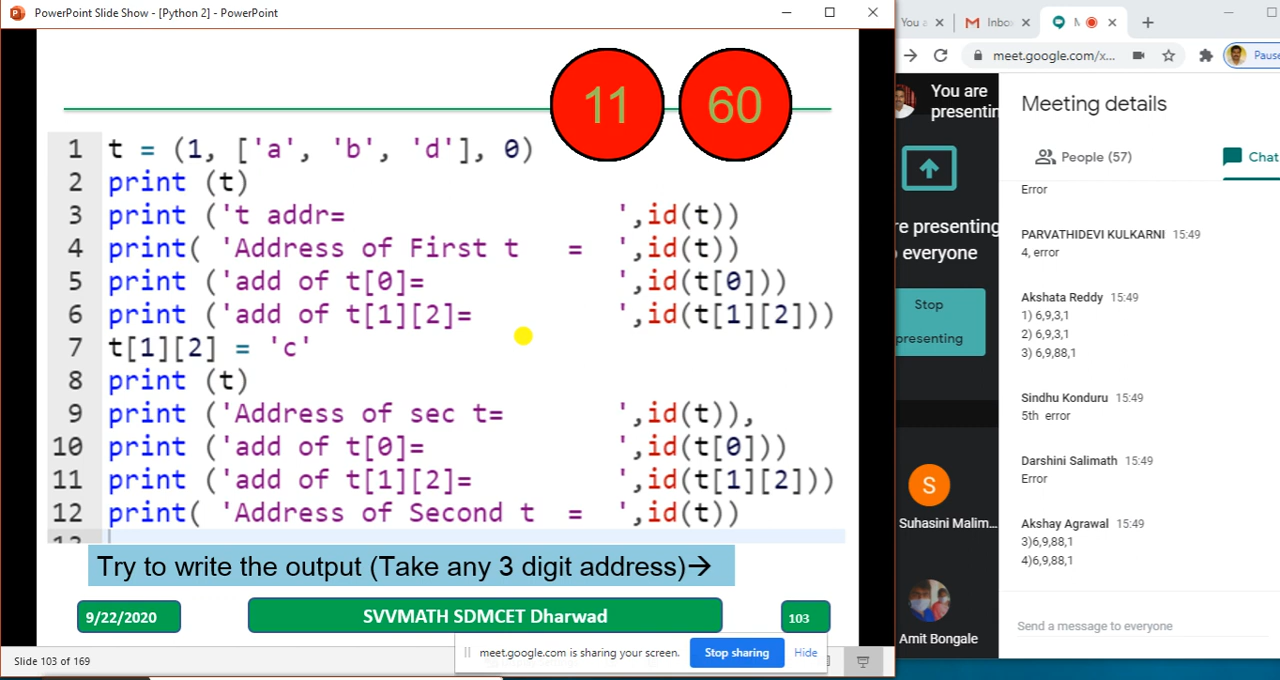 PowerPoint Slide Show - [Python 2] - PowerPoint
11 60
1 t = (1, ['a', 'b', 'd'], 0)
2 print (t)
3 print ('t addr= ',id(t))
4 print( 'Address of First t = ',id(t))
5 print ('add of t[0]= ',id(t[0]))
6 print ('add of t[1][2]= ',id(t[1][2]))
7 t[1][2] = 'c'
8 print (t)
9 print ('Address of sec t= ',id(t)),
10 print ('add of t[0]= ',id(t[0]))
11 print ('add of t[1][2]= ',id(t[1][2]))
12 print( 'Address of Second t = ',id(t))
Try to write the output (Take any 3 digit address)→
9/22/2020
SVVMATH SDMCET Dharwad
103
Slide 103 of 169
meet.google.com is sharing your screen.
Stop sharing
Hide
You a
Inbo
M
meet.google.com/x...
Pause
You are
presentin
re presenting
everyone
Stop
presenting
S
Suhasini Malim...
Amit Bongale
Meeting details
People (57)
Chat
Error
PARVATHIDEVI KULKARNI 15:49
4, error
Akshata Reddy 15:49
1) 6,9,3,1
2) 6,9,3,1
3) 6,9,88,1
Sindhu Konduru 15:49
5th error
Darshini Salimath 15:49
Error
Akshay Agrawal 15:49
3)6,9,88,1
4)6,9,88,1
Send a message to everyone